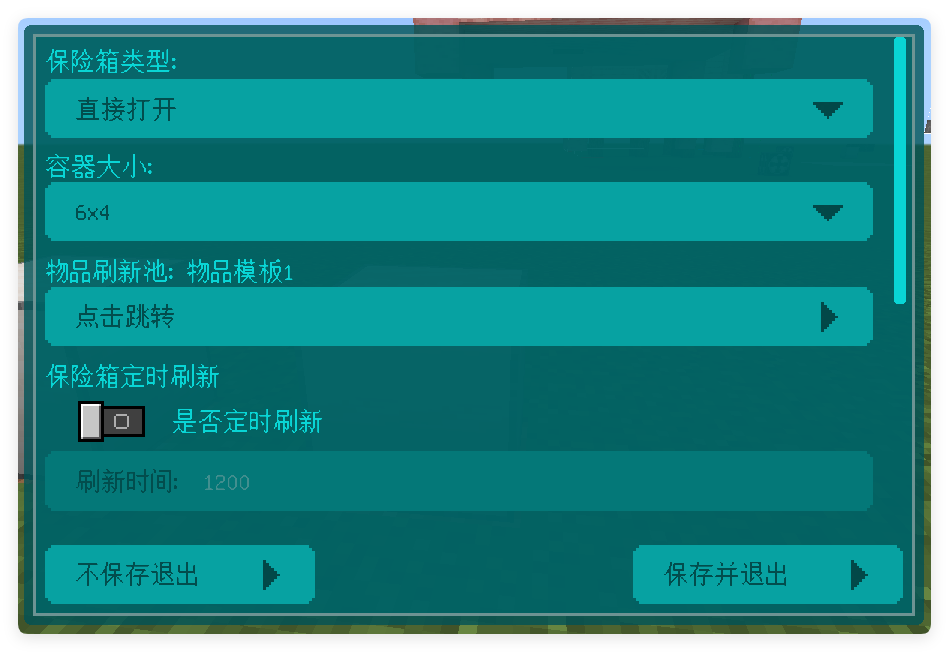 保险箱类型:
直接打开
容器大小:
6x4
物品刷新池: 物品模板1
点击跳转
保险箱定时刷新
是否定时刷新
刷新时间: 1200
不保存退出
保存并退出